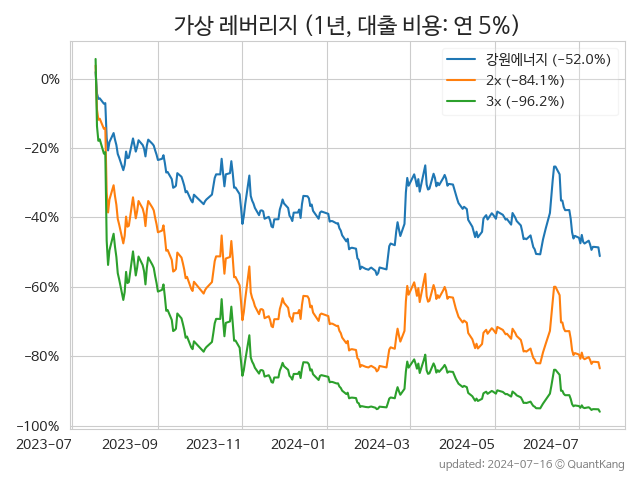 가상 레버리지 (1년, 대출 비용: 연 5%)
강원에너지 (−52.0%)
2x (−84.1%)
3x (−96.2%)
0%
−20%
−40%
−60%
−80%
−100%
2023-07 2023-09 2023-11 2024-01 2024-03 2024-05 2024-07
updated: 2024-07-16 © QuantKang